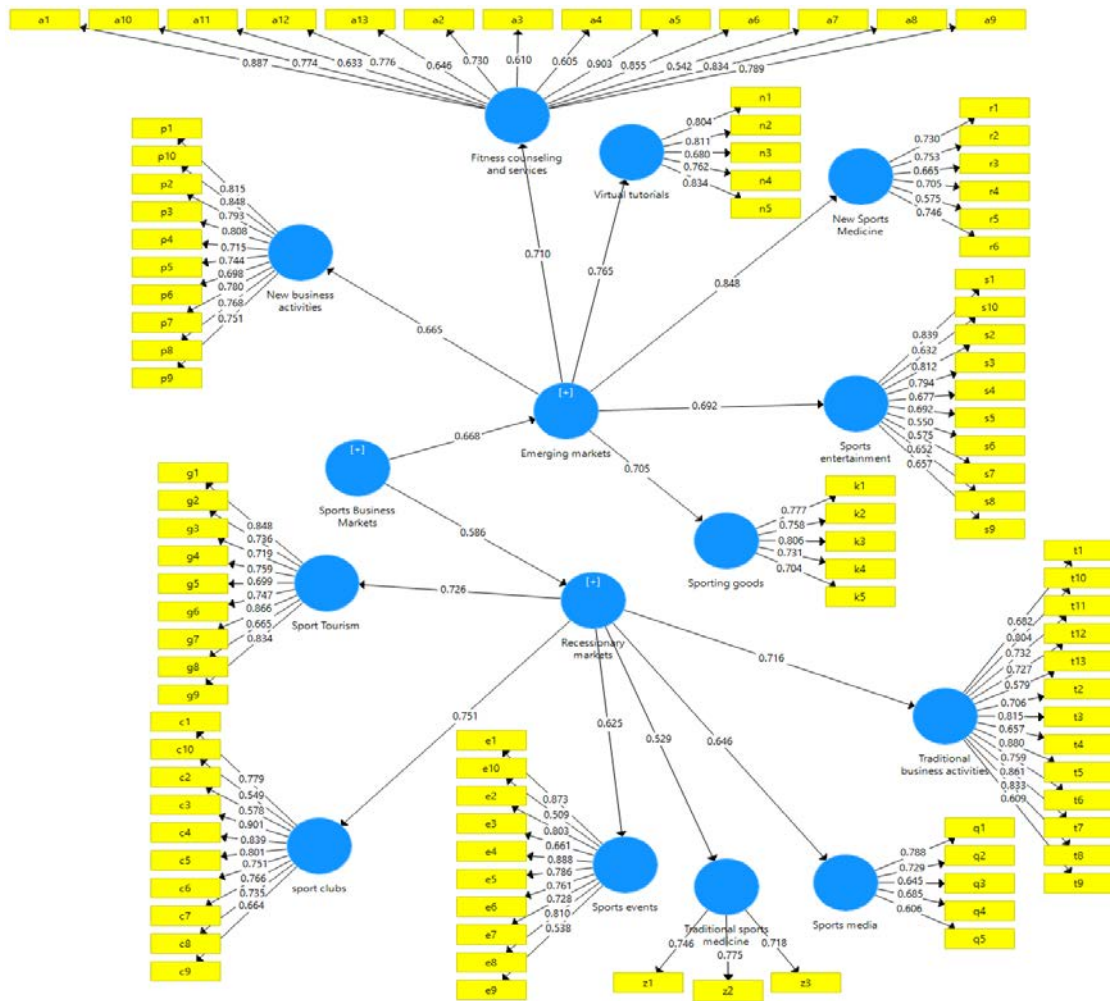 a1 a10 a11 a12 a13 a2 a3 a4 a5 a6 a7 a8 a9
0.887 0.774 0.633 0.776 0.646 0.730 0.610 0.605 0.903 0.855 0.542 0.834 0.789
Fitness counseling
and services
p1
p10
p2
p3
p4
p5
p6
p7
p8
p9
0.815
0.848
0.793
0.808
0.715
0.744
0.698
0.780
0.768
0.751
New business
activities
n1
n2
n3
n4
n5
0.804
0.811
0.680
0.762
0.834
Virtual tutorials
r1
r2
r3
r4
r5
r6
0.730
0.753
0.665
0.705
0.575
0.746
New Sports
Medicine
0.710
0.765
0.848
0.665
0.692
0.705
0.668
0.586
[+]
Emerging markets
[+]
Sports Business
Markets
s1
s10
s2
s3
s4
s5
s6
s7
s8
s9
0.839
0.632
0.812
0.794
0.677
0.692
0.550
0.575
0.652
0.657
Sports
entertainment
k1
k2
k3
k4
k5
0.777
0.758
0.806
0.731
0.704
Sporting goods
g1
g2
g3
g4
g5
g6
g7
g8
g9
0.848
0.736
0.719
0.759
0.699
0.747
0.866
0.665
0.834
Sport Tourism
[+]
Recessionary
markets
0.726
0.716
0.751
0.625
0.529
0.646
t1
t10
t11
t12
t13
t2
t3
t4
t5
t6
t7
t8
t9
0.682
0.804
0.732
0.727
0.579
0.706
0.815
0.657
0.880
0.759
0.861
0.833
0.609
Traditional
business activities
c1
c10
c2
c3
c4
c5
c6
c7
c8
c9
0.779
0.549
0.578
0.901
0.839
0.801
0.751
0.766
0.735
0.664
sport clubs
e1
e10
e2
e3
e4
e5
e6
e7
e8
e9
0.873
0.509
0.803
0.661
0.888
0.786
0.761
0.728
0.810
0.538
Sports events
Traditional sports
medicine
0.746
0.775
0.718
z1
z2
z3
q1
q2
q3
q4
q5
0.788
0.729
0.645
0.685
0.606
Sports media